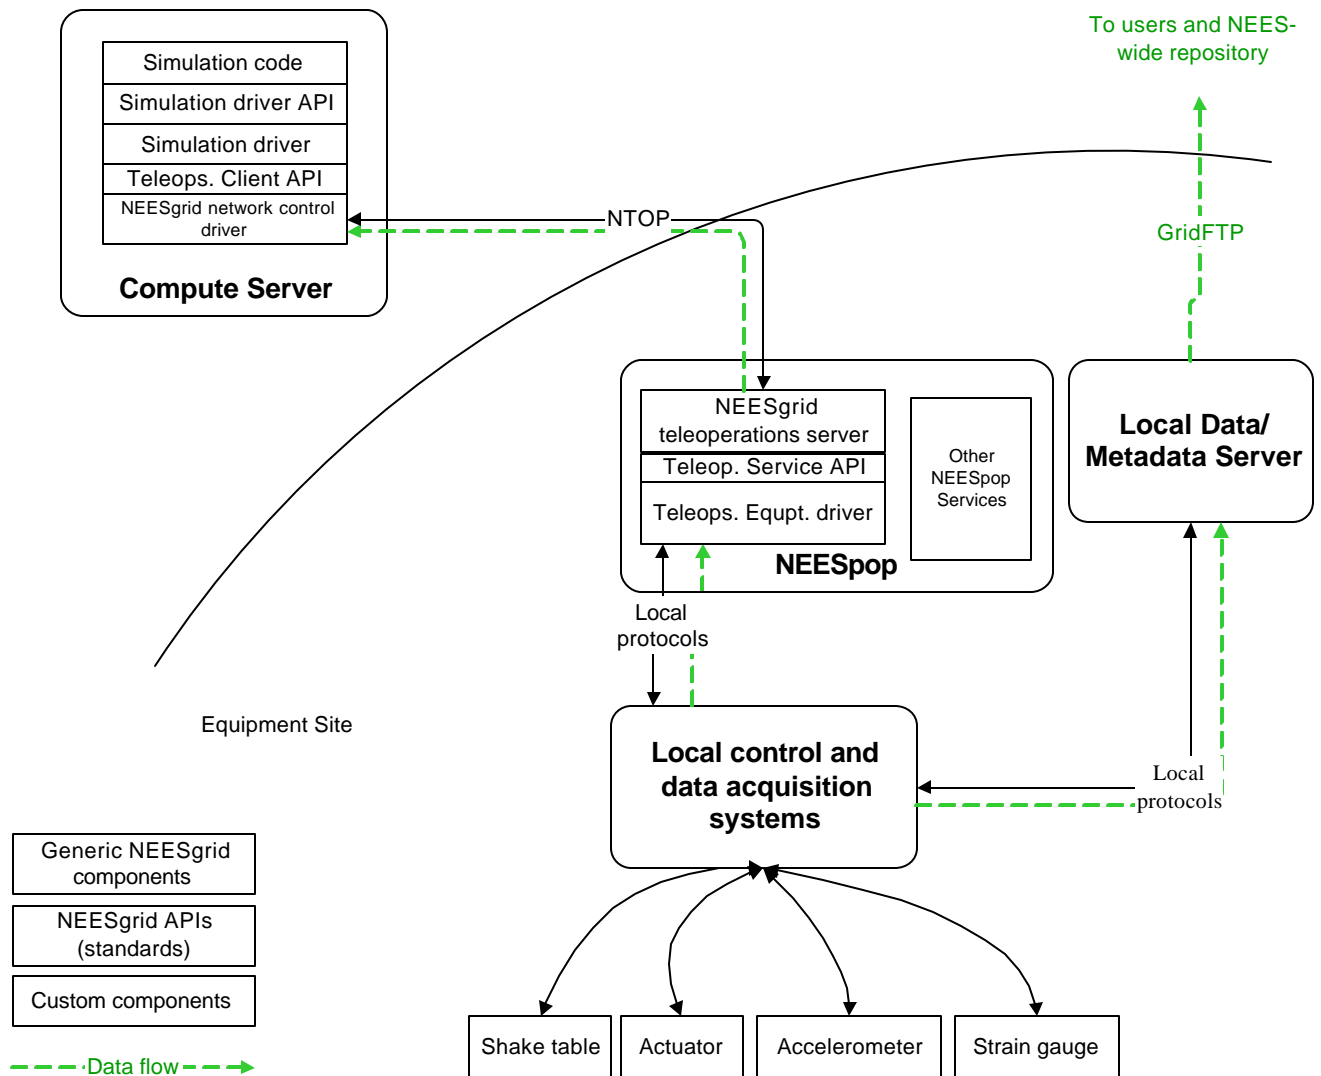 To users and NEES-
wide repository
Simulation code
Simulation driver API
Simulation driver
Teleops. Client API
NEESgrid network control
driver
Compute Server
NTOP
GridFTP
NEESgrid
teleoperations server
Teleop. Service API
Teleops. Equpt. driver
Other
NEESpop
Services
NEESpop
Local Data/
Metadata Server
Local
protocols
Equipment Site
Local control and
data acquisition
systems
Local
protocols
Generic NEESgrid
components
NEESgrid APIs
(standards)
Custom components
Data flow
Shake table
Actuator
Accelerometer
Strain gauge